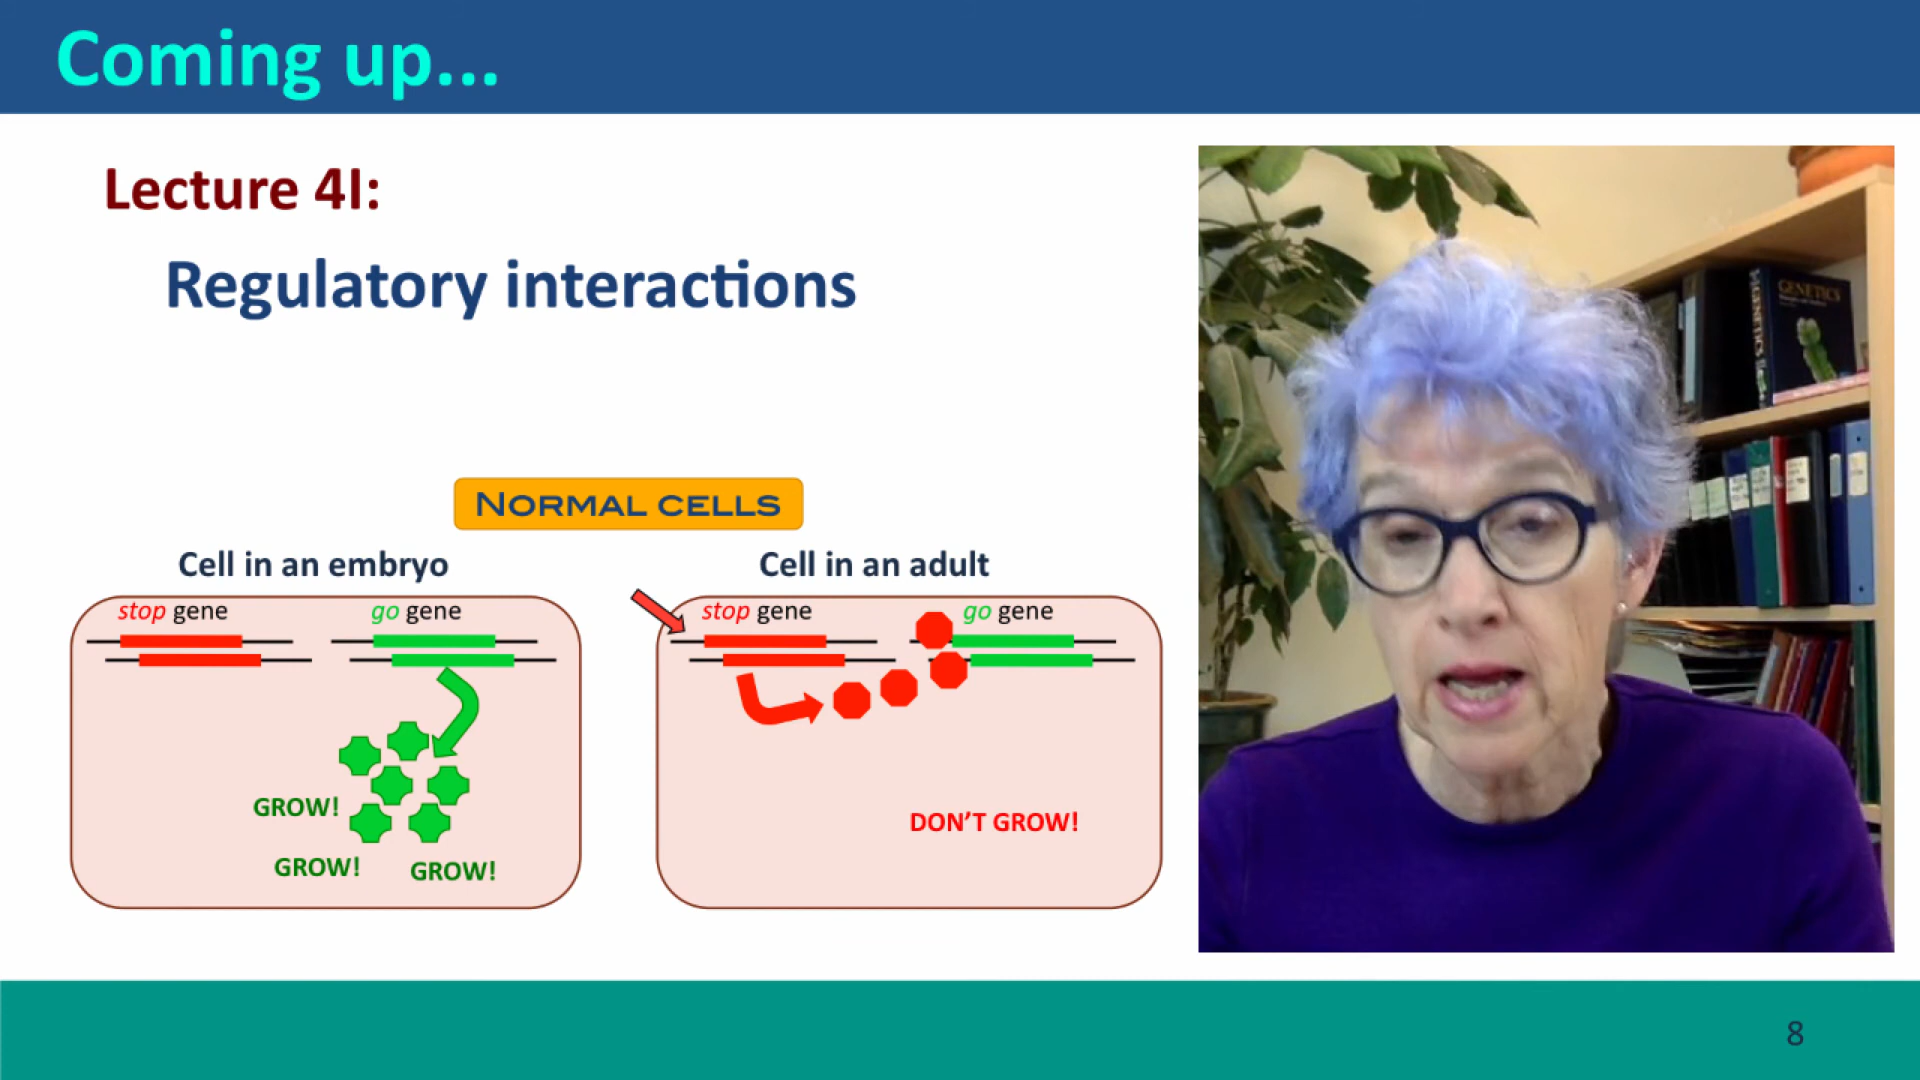 Coming up...
Lecture 4I:
Regulatory interactions
NORMAL CELLS
Cell in an embryo
Cell in an adult
stop gene
go gene
stop gene
go gene
GROW!
GROW!
GROW!
DON'T GROW!
GENETICS
8